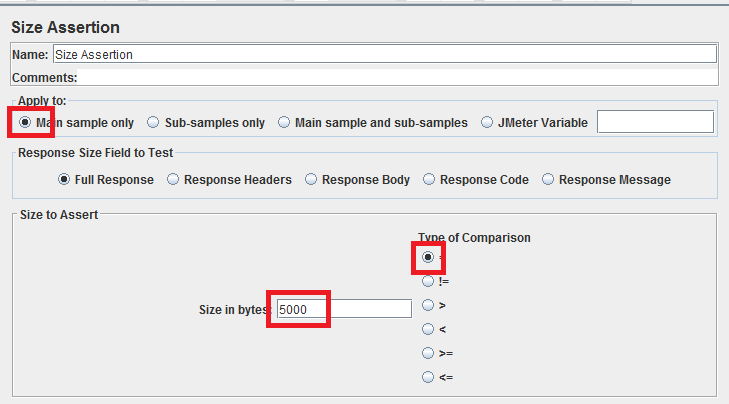 Size Assertion
Name: Size Assertion
Comments:
Apply to:
Main sample only Sub-samples only Main sample and sub-samples JMeter Variable
Response Size Field to Test
Full Response Response Headers Response Body Response Code Response Message
Size to Assert
Type of Comparison
=
!=
Size in bytes: 5000 >
<
>=
<=